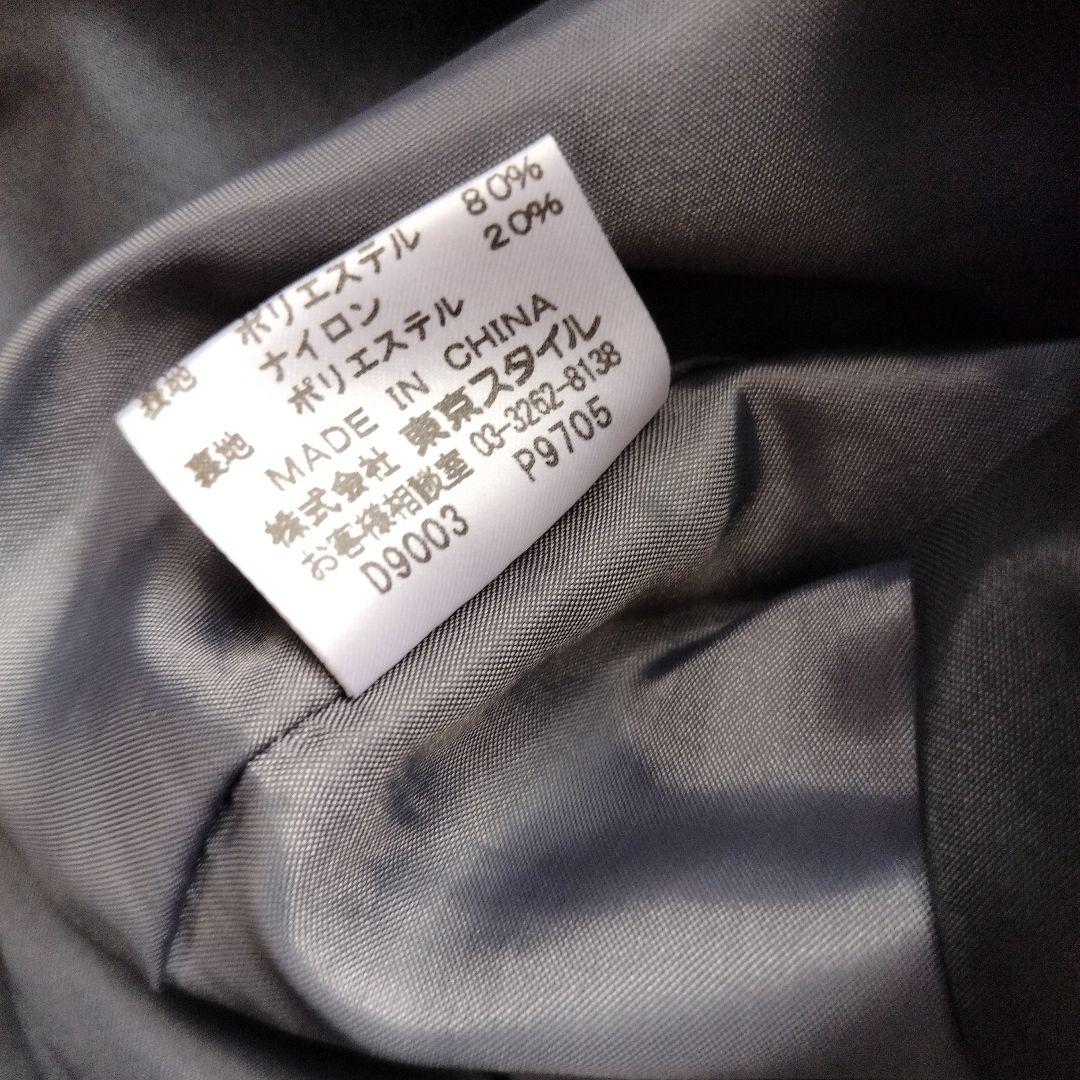 表地 ポリエステル 80%
ナイロン 20%
裏地 ポリエステル
MADE IN CHINA
株式会社 東京スタイル
お客様相談室 03-3262-8138
D9003 P9705